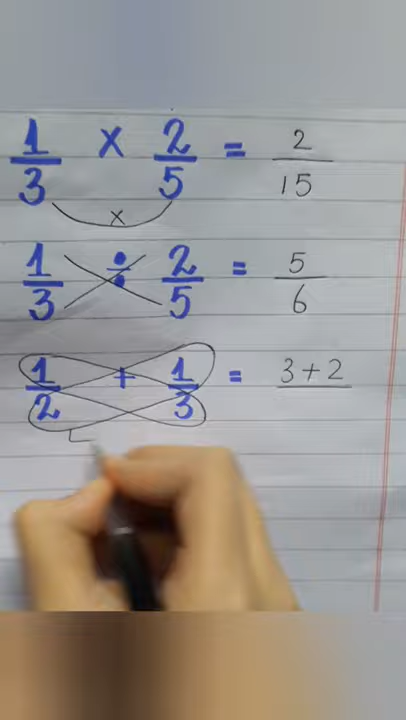 1/3 x 2/5 = 2/15
x
1/3 ÷ 2/5 = 5/6
1/2 + 1/3 = 3+2